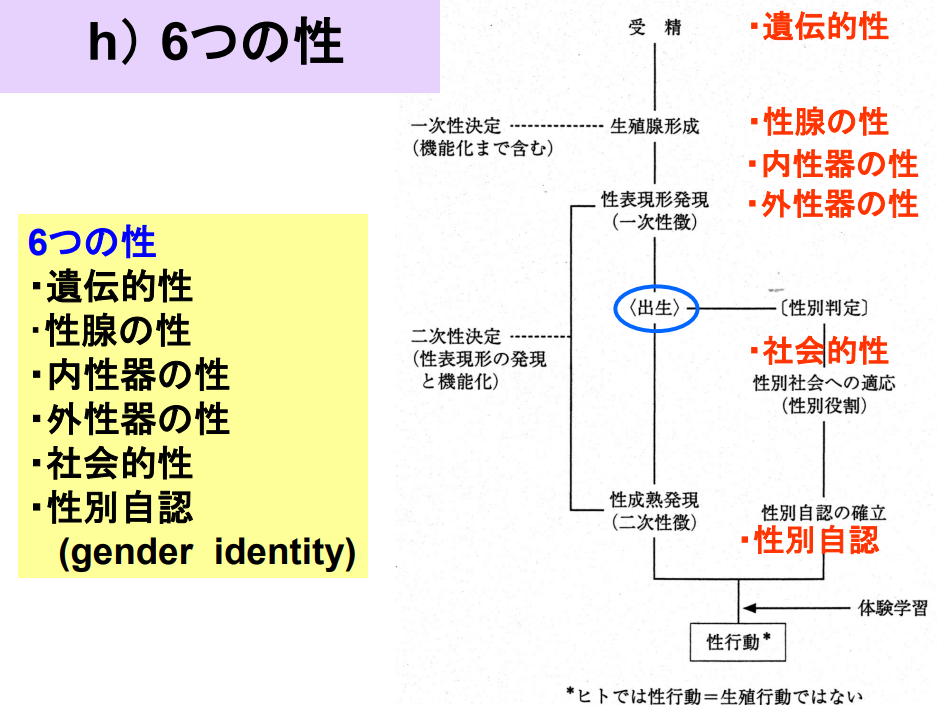 h）6つの性
6つの性
・遺伝的性
・性腺の性
・内性器の性
・外性器の性
・社会的性
・性別自認
(gender identity)
受 精
・遺伝的性
一次性決定
(機能化まで含む)
生殖腺形成
・性腺の性
・内性器の性
・外性器の性
性表現形発現
(一次性徴)
〈出生〉
〔性別判定〕
二次性決定
(性表現形の発現
と機能化)
・社会的性
性別社会への適応
(性別役割)
性成熟発現
(二次性徴)
性別自認の確立
・性別自認
体験学習
性行動*
*ヒトでは性行動＝生殖行動ではない